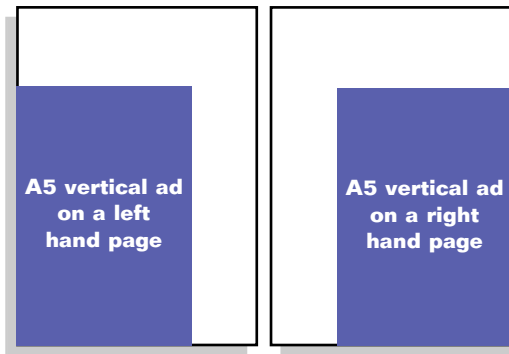 A5 vertical ad
on a left
hand page
A5 vertical ad
on a right
hand page